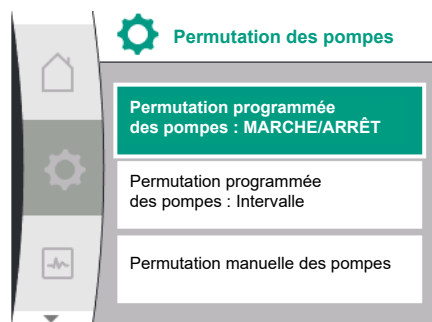 Permutation des pompes
Permutation programmée
des pompes : MARCHE/ARRÊT
Permutation programmée
des pompes : Intervalle
Permutation manuelle des pompes